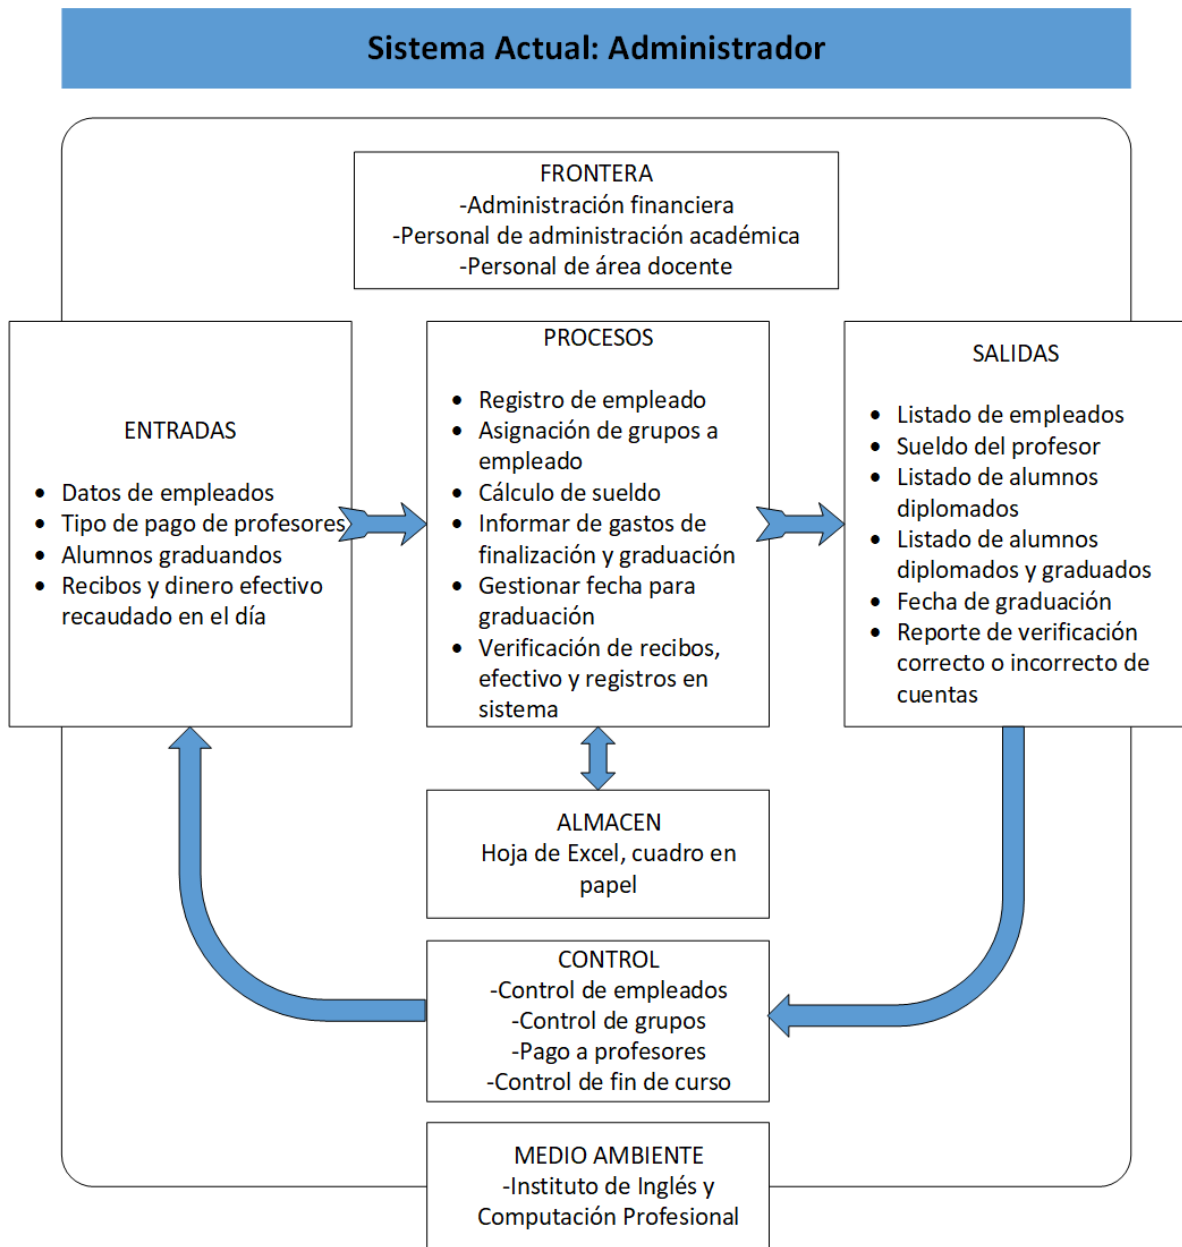 Sistema Actual: Administrador
FRONTERA
-Administración financiera
-Personal de administración académica
-Personal de área docente
ENTRADAS
• Datos de empleados
• Tipo de pago de profesores
• Alumnos graduandos
• Recibos y dinero efectivo
recaudado en el día
PROCESOS
• Registro de empleado
• Asignación de grupos a
empleado
• Cálculo de sueldo
• Informar de gastos de
finalización y graduación
• Gestionar fecha para
graduación
• Verificación de recibos,
efectivo y registros en
sistema
SALIDAS
• Listado de empleados
• Sueldo del profesor
• Listado de alumnos
diplomados
• Listado de alumnos
diplomados y graduados
• Fecha de graduación
• Reporte de verificación
correcto o incorrecto de
cuentas
ALMACEN
Hoja de Excel, cuadro en
papel
CONTROL
-Control de empleados
-Control de grupos
-Pago a profesores
-Control de fin de curso
MEDIO AMBIENTE
-Instituto de Inglés y
Computación Profesional